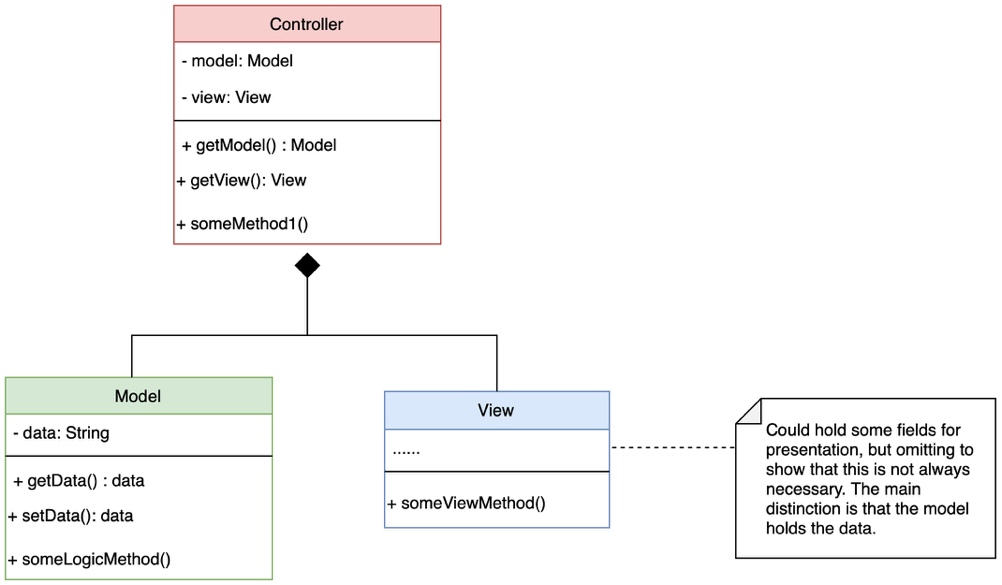 Controller
- model: Model
- view: View
+ getModel() : Model
+ getView(): View
+ someMethod1()
Model
- data: String
+ getData() : data
+ setData(): data
+ someLogicMethod()
View
......
+ someViewMethod()
Could hold some fields for
presentation, but omitting to
show that this is not always
necessary. The main
distinction is that the model
holds the data.